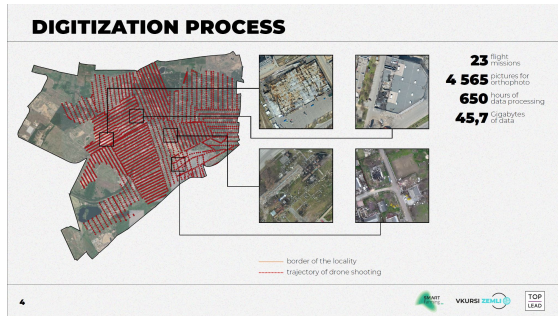 DIGITIZATION PROCESS
23 flight missions
4 565 pictures for orthophoto
650 hours of data processing
45,7 Gigabytes of data
border of the locality
trajectory of drone shooting
4
SMART
VKURSI ZEMLI
TOP
LEAD